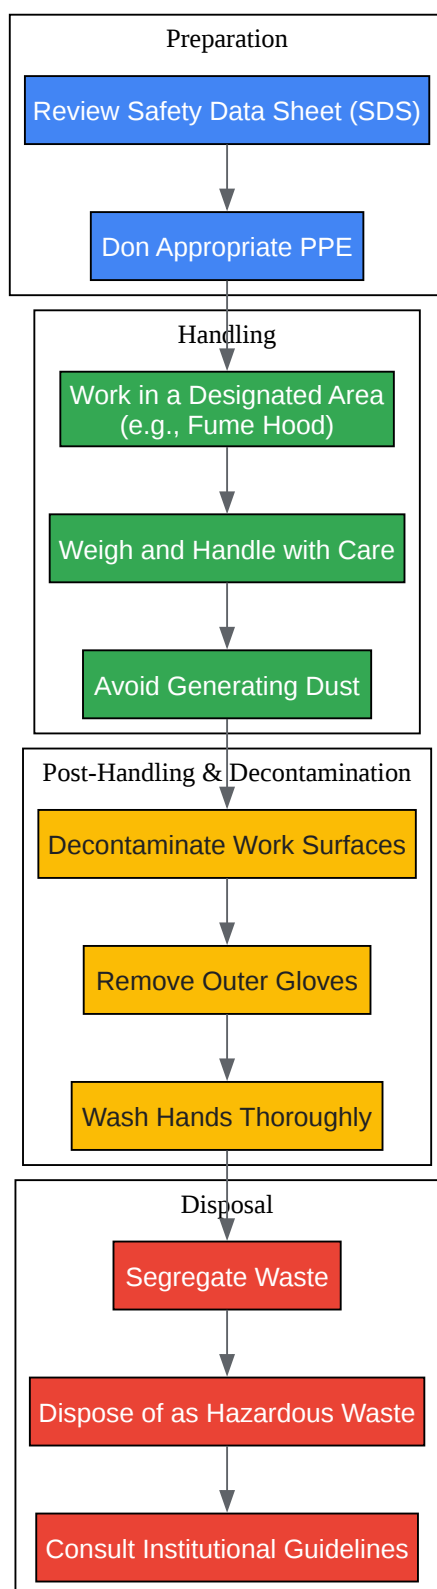 Preparation
Review Safety Data Sheet (SDS)
Don Appropriate PPE
Handling
Work in a Designated Area
(e.g., Fume Hood)
Weigh and Handle with Care
Avoid Generating Dust
Post-Handling & Decontamination
Decontaminate Work Surfaces
Remove Outer Gloves
Wash Hands Thoroughly
Disposal
Segregate Waste
Dispose of as Hazardous Waste
Consult Institutional Guidelines